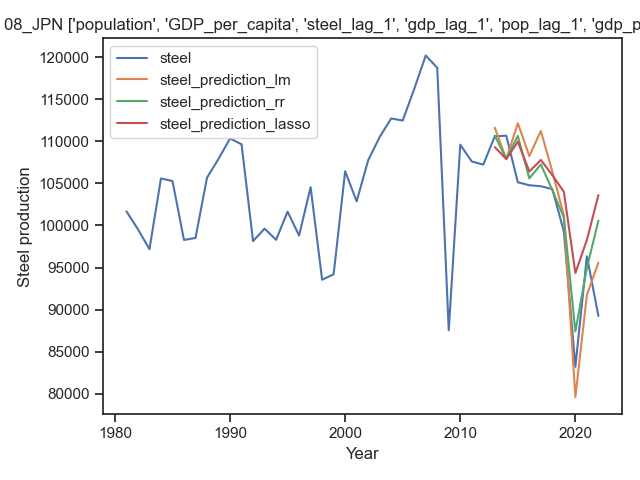 08_JPN ['population', 'GDP_per_capita', 'steel_lag_1', 'gdp_lag_1', 'pop_lag_1', 'gdp_p
steel
steel_prediction_lm
steel_prediction_rr
steel_prediction_lasso
120000
115000
110000
105000
100000
95000
90000
85000
80000
Steel production
1980
1990
2000
2010
2020
Year